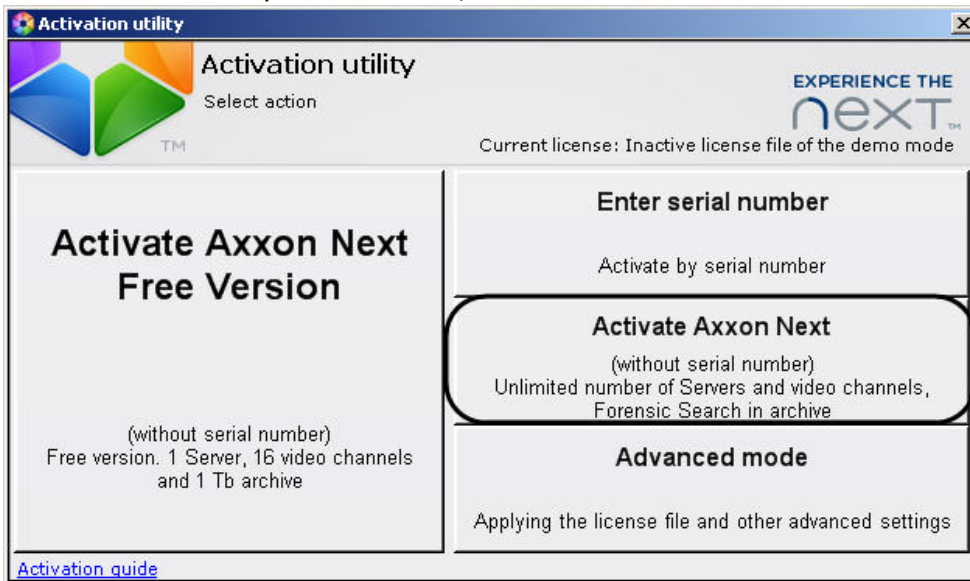 Activation utility
Activation utility
Select action
TM
EXPERIENCE THE
next TM
Current license: Inactive license file of the demo mode
Activate Axxon Next
Free Version
(without serial number)
Free version. 1 Server, 16 video channels
and 1 Tb archive
Enter serial number
Activate by serial number
Activate Axxon Next
(without serial number)
Unlimited number of Servers and video channels,
Forensic Search in archive
Advanced mode
Applying the license file and other advanced settings
Activation guide